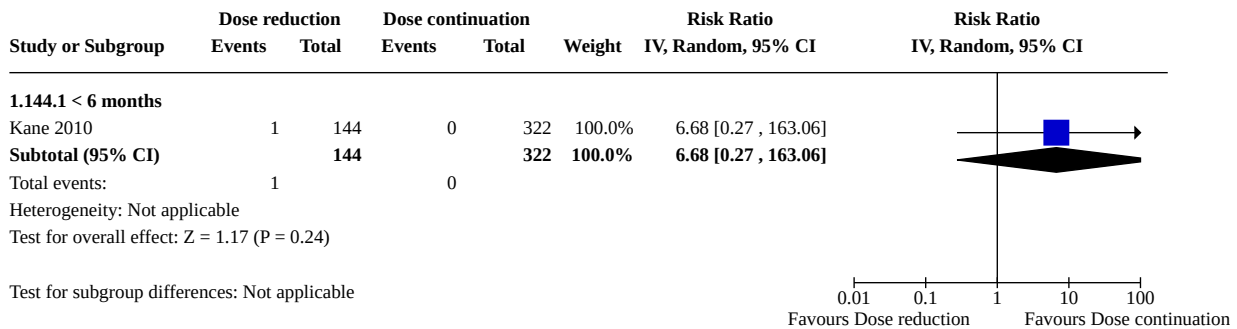 Dose reduction Dose continuation Risk Ratio Risk Ratio
Study or Subgroup Events Total Events Total Weight IV, Random, 95% CI IV, Random, 95% CI
1.144.1 < 6 months
Kane 2010 1 144 0 322 100.0% 6.68 [0.27 , 163.06]
Subtotal (95% CI) 144 322 100.0% 6.68 [0.27 , 163.06]
Total events: 1 0
Heterogeneity: Not applicable
Test for overall effect: Z = 1.17 (P = 0.24)
Test for subgroup differences: Not applicable
0.01 0.1 1 10 100
Favours Dose reduction Favours Dose continuation